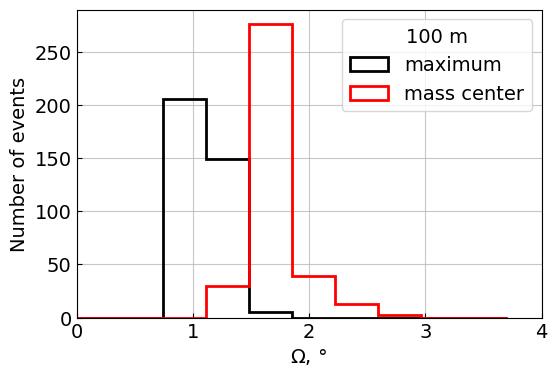 100 m
maximum
mass center
Number of events
250
200
150
100
50
0
0 1 2 3 4
Ω, °